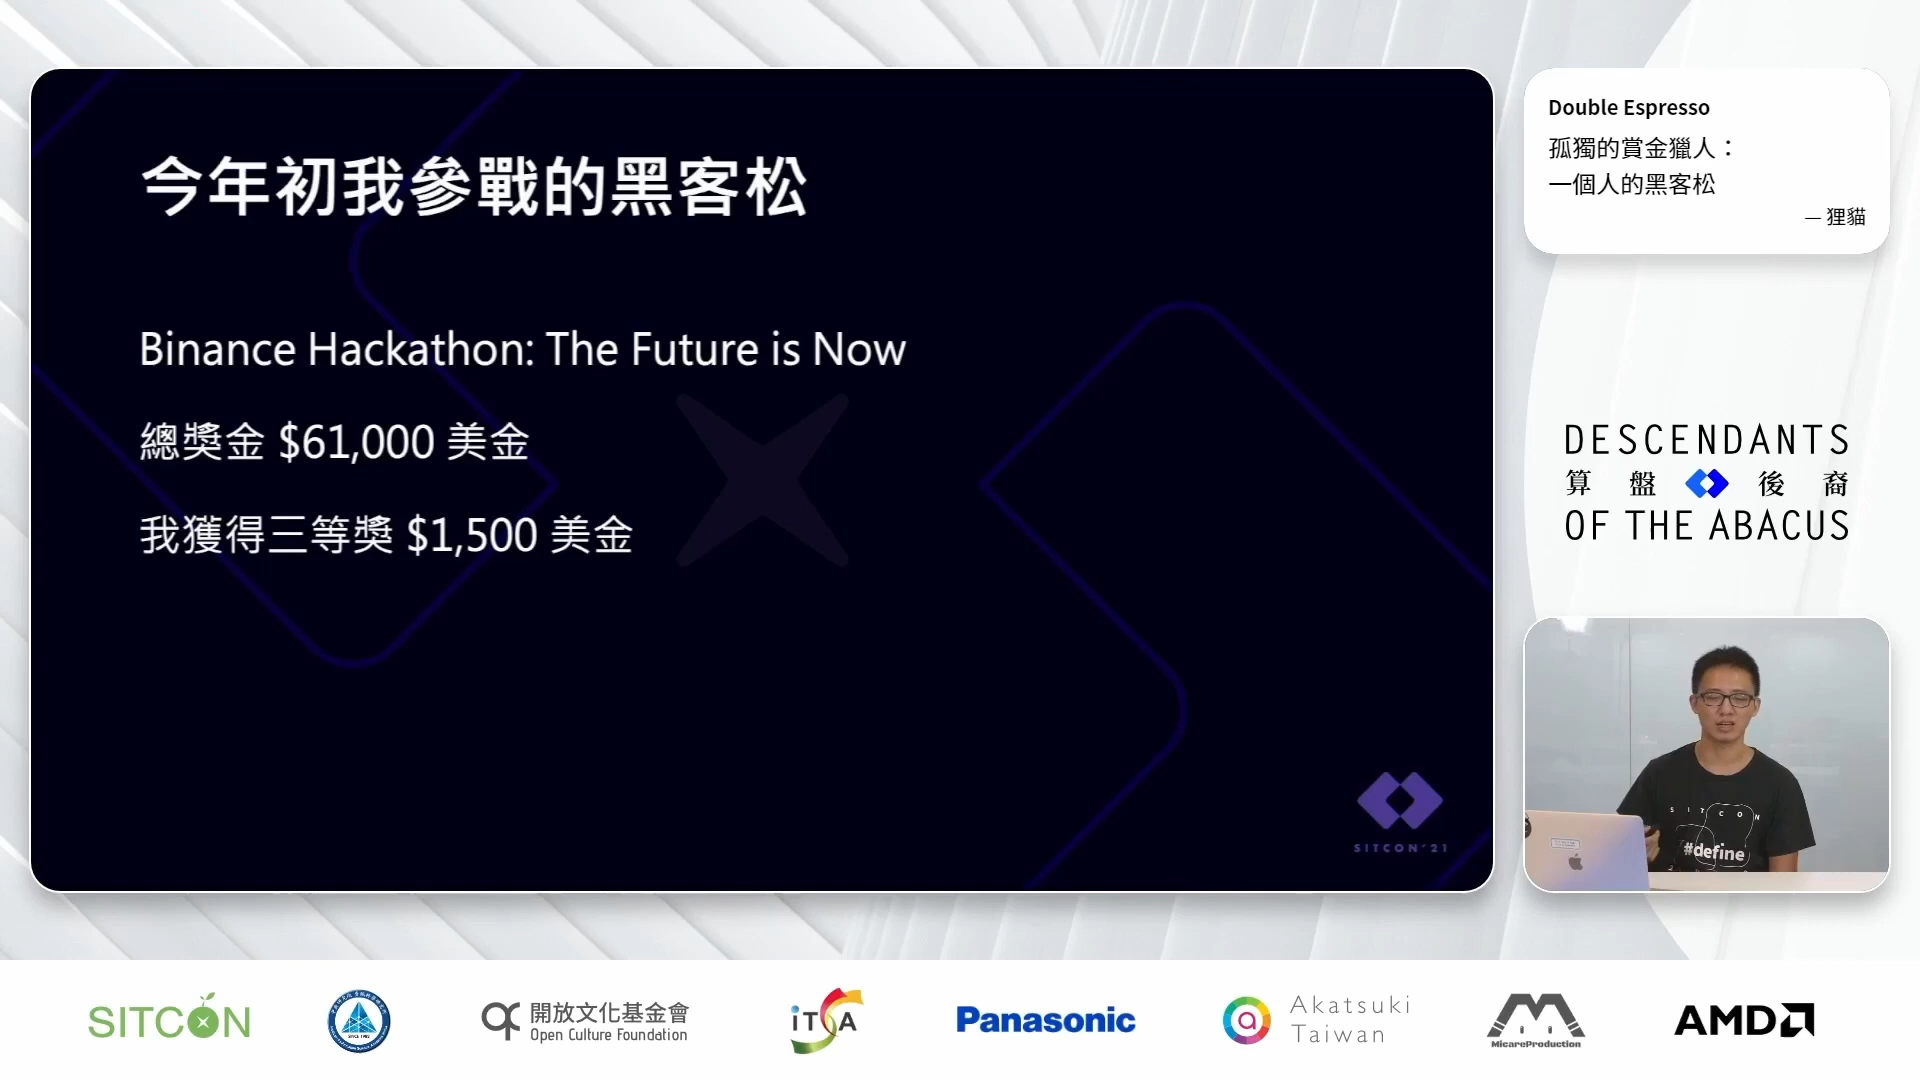 今年初我參戰的黑客松
Binance Hackathon: The Future is Now
總獎金 $61,000 美金
我獲得三等獎 $1,500 美金
SITCON'21
Double Espresso
孤獨的賞金獵人：
一個人的黑客松
— 狸貓
DESCENDANTS
算盤後裔
OF THE ABACUS
SITCON
#define
SITCON
開放文化基金會
Open Culture Foundation
iTSA
Panasonic
Akatsuki
Taiwan
MicareProduction
AMD